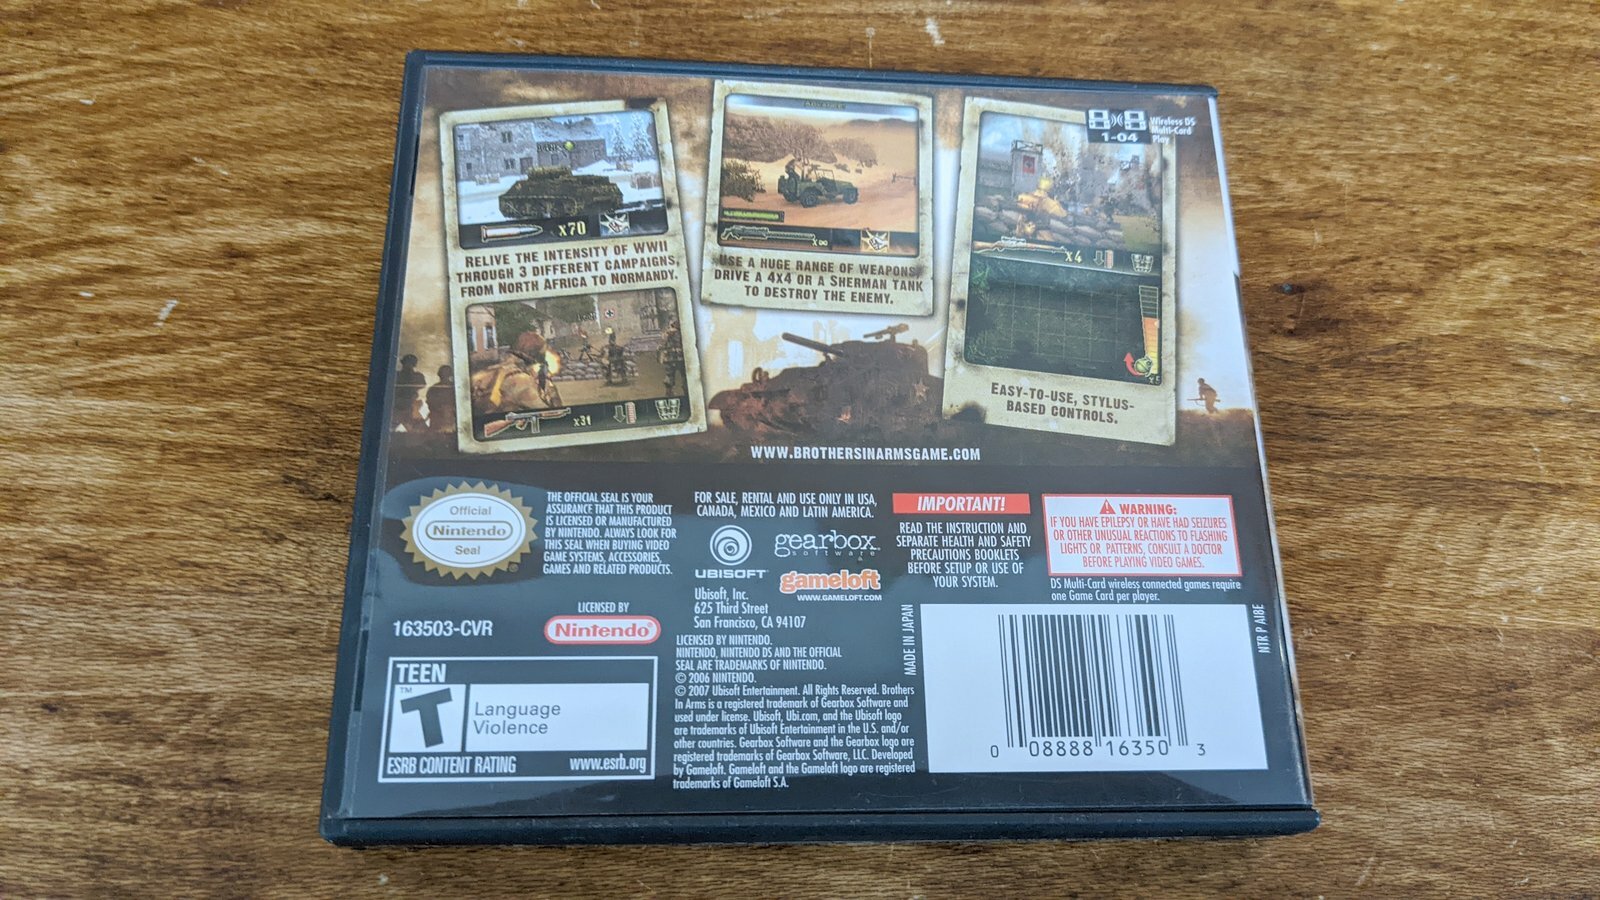 Wireless DS
Multi-Card
Play
1-04
x70
RELIVE THE INTENSITY OF WWII
THROUGH 3 DIFFERENT CAMPAIGNS,
FROM NORTH AFRICA TO NORMANDY.
x31
USE A HUGE RANGE OF WEAPONS,
DRIVE A 4X4 OR A SHERMAN TANK
TO DESTROY THE ENEMY.
x4
x5
EASY-TO-USE, STYLUS-
BASED CONTROLS.
WWW.BROTHERSINARMSGAME.COM
Official
Nintendo
Seal
THE OFFICIAL SEAL IS YOUR
ASSURANCE THAT THIS PRODUCT
IS LICENSED OR MANUFACTURED
BY NINTENDO. ALWAYS LOOK FOR
THIS SEAL WHEN BUYING VIDEO
GAME SYSTEMS, ACCESSORIES,
GAMES AND RELATED PRODUCTS.
FOR SALE, RENTAL AND USE ONLY IN USA,
CANADA, MEXICO AND LATIN AMERICA.
UBISOFT
gearbox
software
gameloft
WWW.GAMELOFT.COM
IMPORTANT!
READ THE INSTRUCTION AND
SEPARATE HEALTH AND SAFETY
PRECAUTIONS BOOKLETS
BEFORE SETUP OR USE OF
YOUR SYSTEM.
WARNING:
IF YOU HAVE EPILEPSY OR HAVE HAD SEIZURES
OR OTHER UNUSUAL REACTIONS TO FLASHING
LIGHTS OR PATTERNS, CONSULT A DOCTOR
BEFORE PLAYING VIDEO GAMES.
DS Multi-Card wireless connected games require
one Game Card per player.
163503-CVR
LICENSED BY
Nintendo
TEEN
T
Language
Violence
ESRB CONTENT RATING www.esrb.org
Ubisoft, Inc.
625 Third Street
San Francisco, CA 94107
LICENSED BY NINTENDO.
NINTENDO, NINTENDO DS AND THE OFFICIAL
SEAL ARE TRADEMARKS OF NINTENDO.
© 2006 NINTENDO.
© 2007 Ubisoft Entertainment. All Rights Reserved. Brothers
In Arms is a registered trademark of Gearbox Software and
used under license. Ubisoft, Ubi.com, and the Ubisoft logo
are trademarks of Ubisoft Entertainment in the U.S. and/or
other countries. Gearbox Software and the Gearbox logo are
registered trademarks of Gearbox Software, LLC. Developed
by Gameloft. Gameloft and the Gameloft logo are registered
trademarks of Gameloft S.A.
MADE IN JAPAN
0 08888 16350 3
NTR P AI8E